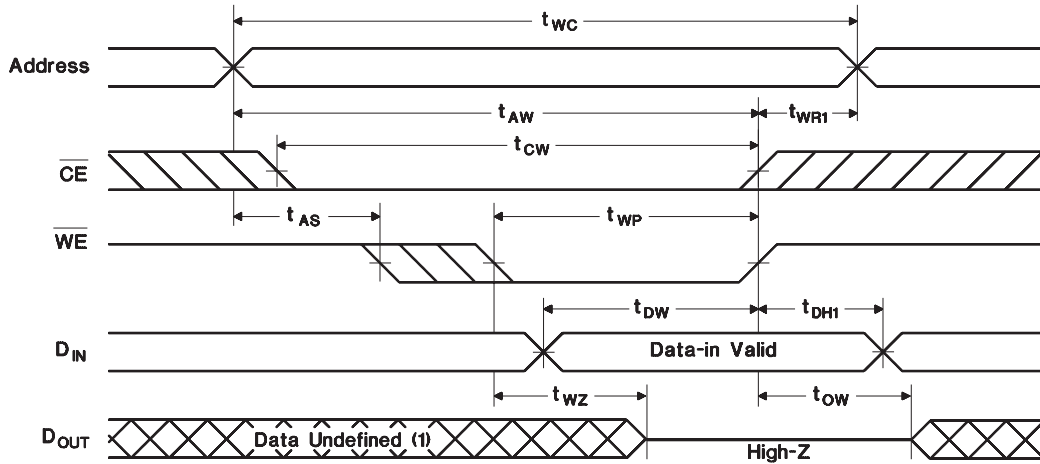 tWC
Address
tAW
tWR1
tCW
CE
tAS
tWP
WE
tDW
tDH1
DIN
Data-in Valid
tWZ
tOW
DOUT
Data Undefined (1)
High-Z